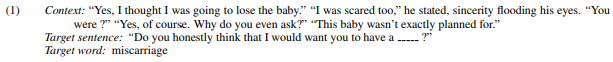 (1) Context: “Yes, I thought I was going to lose the baby.” “I was scared too,” he stated, sincerity flooding his eyes. “You
were ?” “Yes, of course. Why do you even ask?” “This baby wasn’t exactly planned for.”
Target sentence: “Do you honestly think that I would want you to have a _____ ?”
Target word: miscarriage